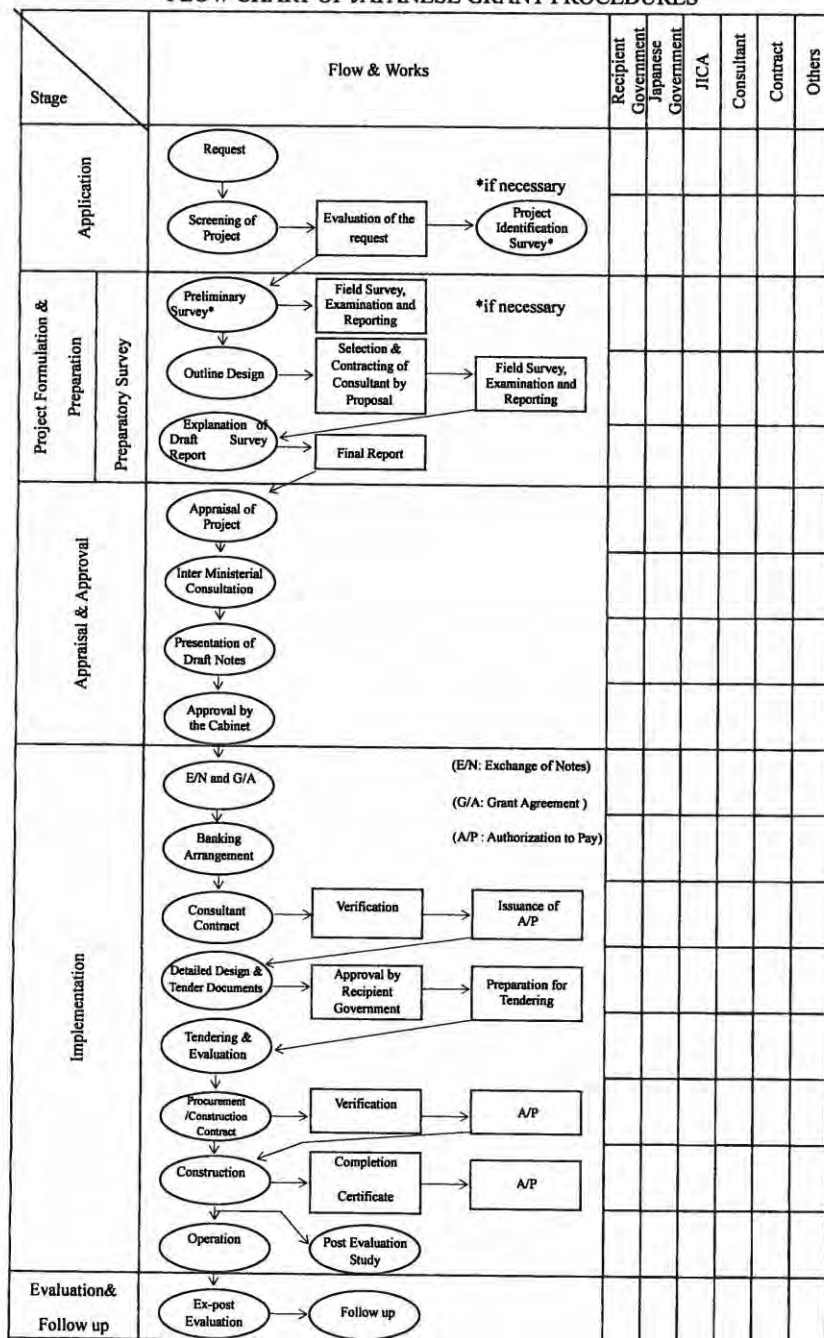 FLOW CHART OF JAPANESE GRANT PROCEDURES
Stage
Flow & Works
Recipient
Government
Japanese
Government
JICA
Consultant
Contract
Others
Application
Request
Screening of
Project
Evaluation of the
request
*if necessary
Project
Identification
Survey*
Project Formulation &
Preparation
Preparatory Survey
Preliminary
Survey*
Field Survey,
Examination and
Reporting
*if necessary
Outline Design
Selection &
Contracting of
Consultant by
Proposal
Field Survey,
Examination and
Reporting
Explanation of
Draft Survey
Report
Final Report
Appraisal & Approval
Appraisal of
Project
Inter Ministerial
Consultation
Presentation of
Draft Notes
Approval by
the Cabinet
Implementation
E/N and G/A
(E/N: Exchange of Notes)
(G/A: Grant Agreement )
(A/P : Authorization to Pay)
Banking
Arrangement
Consultant
Contract
Verification
Issuance of
A/P
Detailed Design &
Tender Documents
Approval by
Recipient
Government
Preparation for
Tendering
Tendering &
Evaluation
Procurement
/Construction
Contract
Verification
A/P
Construction
Completion
Certificate
A/P
Operation
Post Evaluation
Study
Evaluation&
Follow up
Ex-post
Evaluation
Follow up